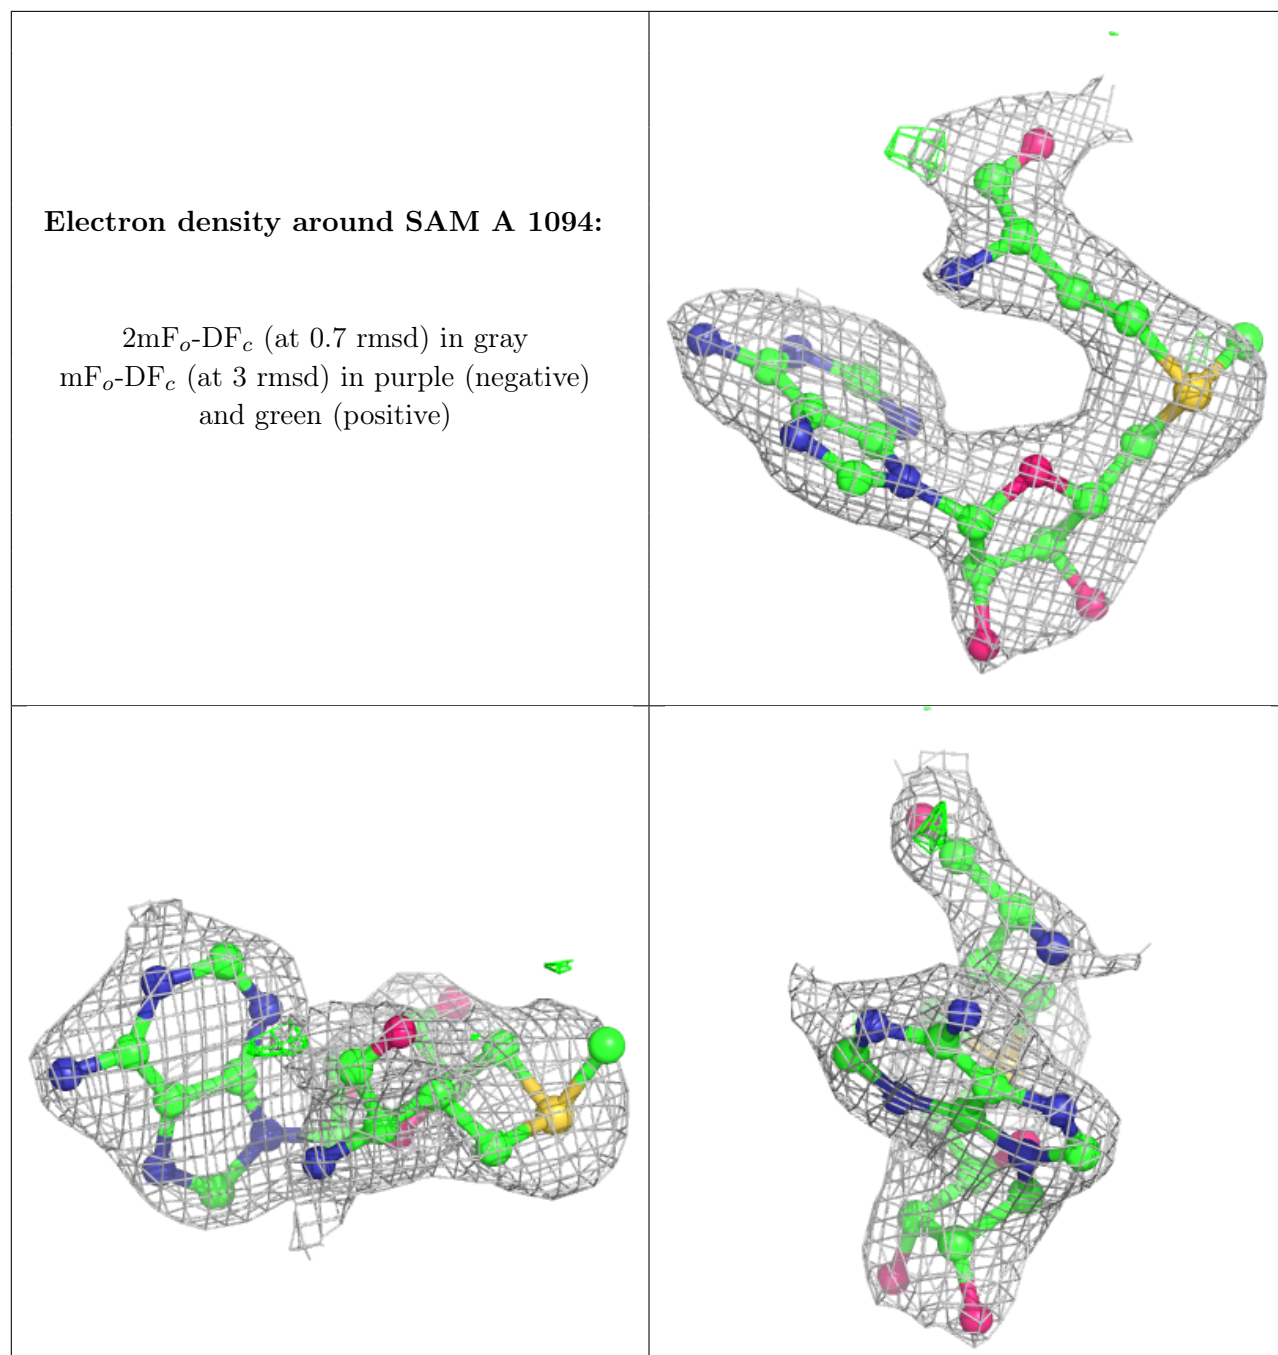 Electron density around SAM A 1094:
2mFo-DFc (at 0.7 rmsd) in gray
mFo-DFc (at 3 rmsd) in purple (negative)
and green (positive)